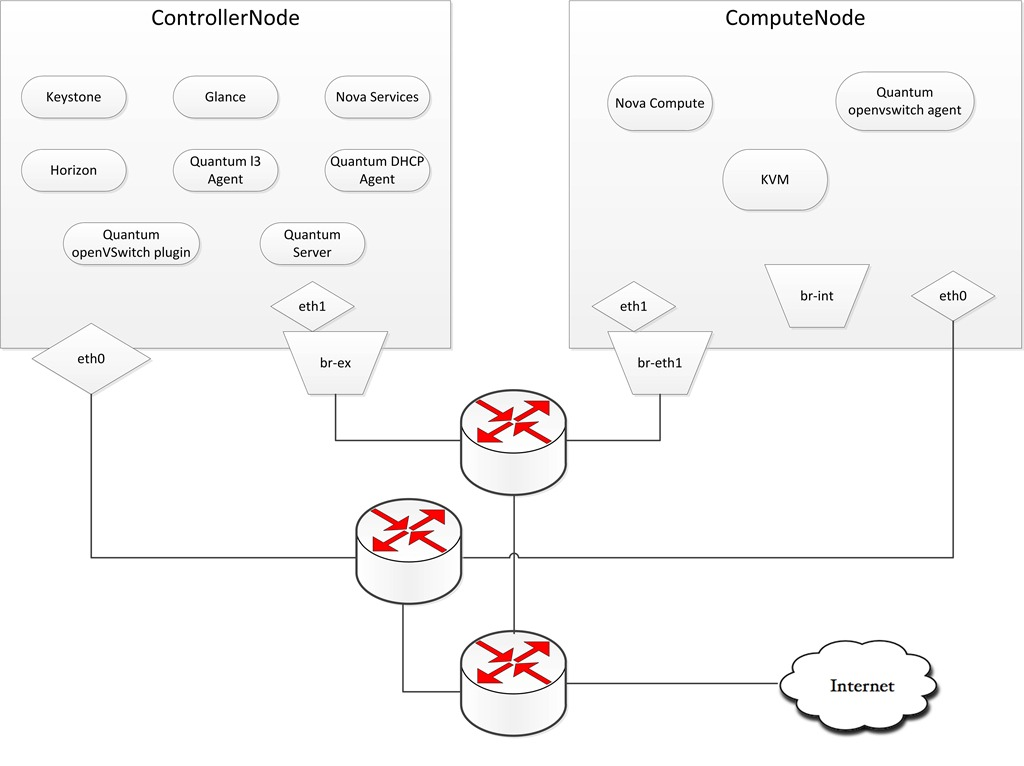 ControllerNode
ComputeNode
Keystone
Glance
Nova Services
Nova Compute
Quantum
openvswitch agent
Horizon
Quantum l3
Agent
Quantum DHCP
Agent
KVM
Quantum
openVSwitch plugin
Quantum
Server
eth1
eth1
br-int
eth0
eth0
br-ex
br-eth1
Internet